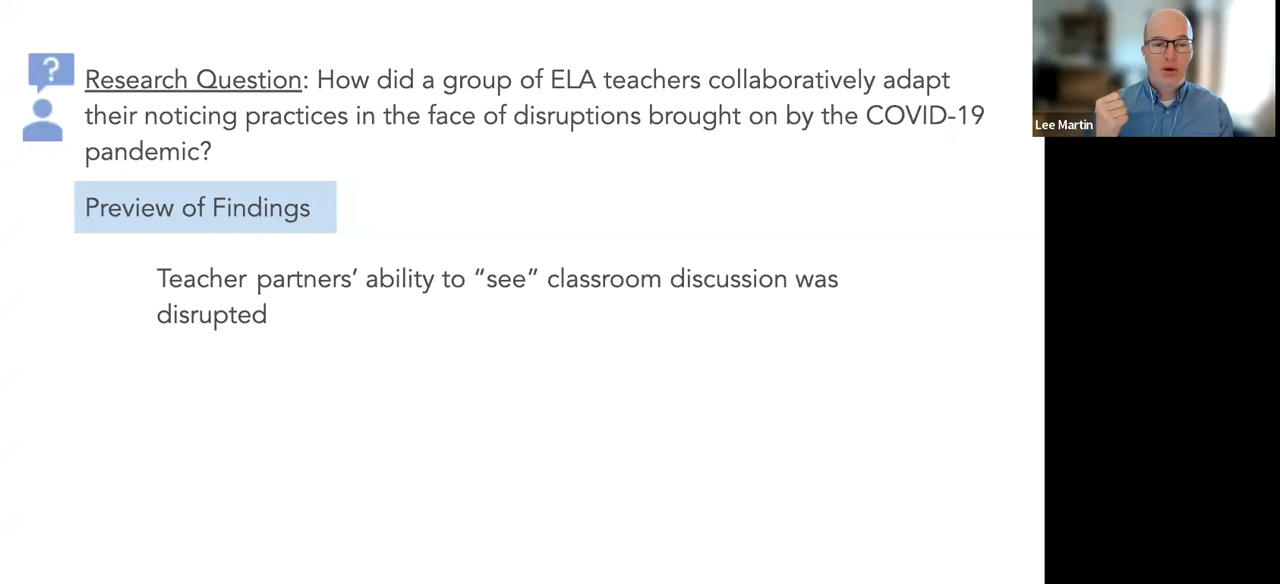 ?
Research Question: How did a group of ELA teachers collaboratively adapt
their noticing practices in the face of disruptions brought on by the COVID-19
pandemic?
Preview of Findings
Teacher partners’ ability to “see” classroom discussion was
disrupted
Lee Martin